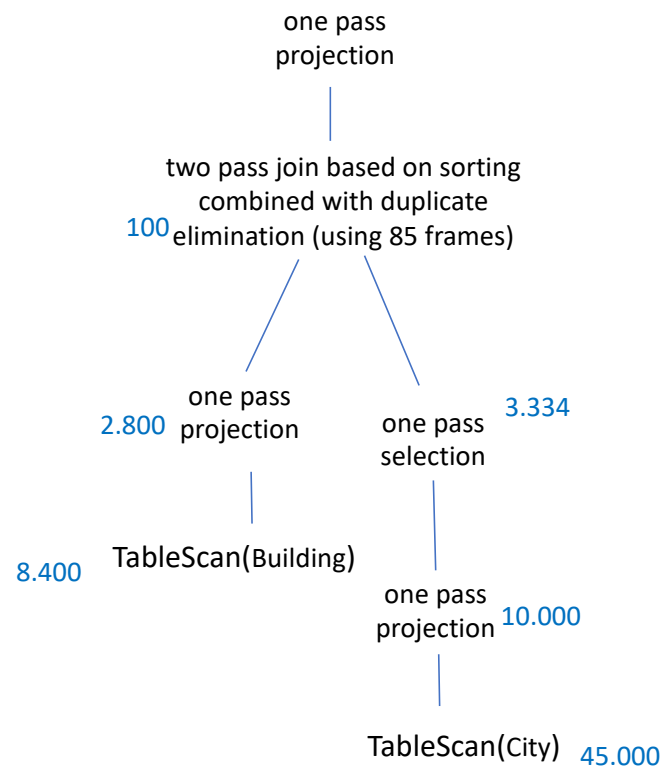 one pass
projection
two pass join based on sorting
combined with duplicate
100 elimination (using 85 frames)
one pass
2.800 projection
3.334
one pass
selection
TableScan(Building)
8.400
one pass
projection 10.000
TableScan(City) 45.000